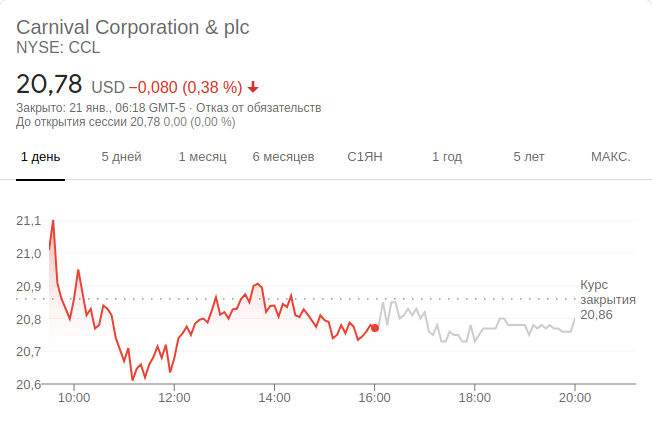 Carnival Corporation & plc
NYSE: CCL
20,78 USD −0,080 (0,38 %)
Закрыто: 21 янв., 06:18 GMT-5 · Отказ от обязательств
До открытия сессии 20,78 0,00 (0,00 %)
1 день 5 дней 1 месяц 6 месяцев С1ЯН 1 год 5 лет МАКС.
21,1
21,0
20,9
20,8
20,7
20,6
Курс
закрытия
20,86
10:00 12:00 14:00 16:00 18:00 20:00